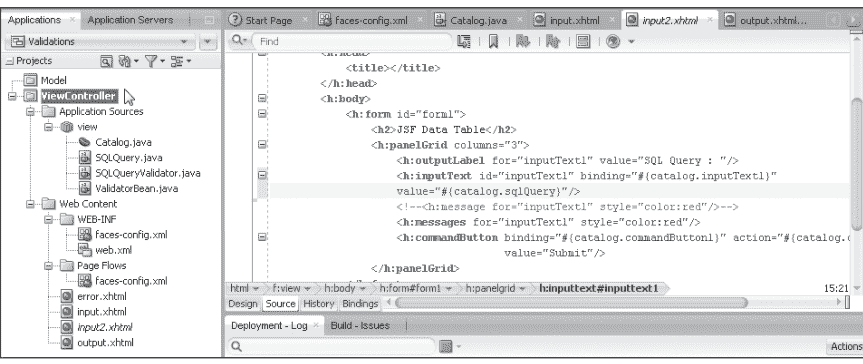 Applications
Application Servers
Start Page
faces-config.xml
Catalog.java
input.xhtml
input2.xhtml
output.xhtml...
Validations
Find
Projects
Model
ViewController
Application Sources
view
Catalog.java
SQLQuery.java
SQLQueryValidator.java
ValidatorBean.java
Web Content
WEB-INF
faces-config.xml
web.xml
Page Flows
faces-config.xml
error.xhtml
input.xhtml
input2.xhtml
output.xhtml
<title></title>
</h:head>
<h:body>
<h:form id="form1">
<h2>JSF Data Table</h2>
<h:panelGrid columns="3">
<h:outputLabel for="inputText1" value="SQL Query : "/>
<h:inputText id="inputText1" binding="#{catalog.inputText1}"
value="#{catalog.sqlQuery}"/>
<!--<h:message for="inputText1" style="color:red"/>-->
<h:messages for="inputText1" style="color:red"/>
<h:commandButton binding="#{catalog.commandButton1}" action="#{catalog.
value="Submit"/>
</h:panelGrid>
html f:view h:body h:form#form1 h:panelgrid h:inputtext#inputtext1 15:21
Design Source History Bindings
Deployment - Log
Build - Issues
Actions